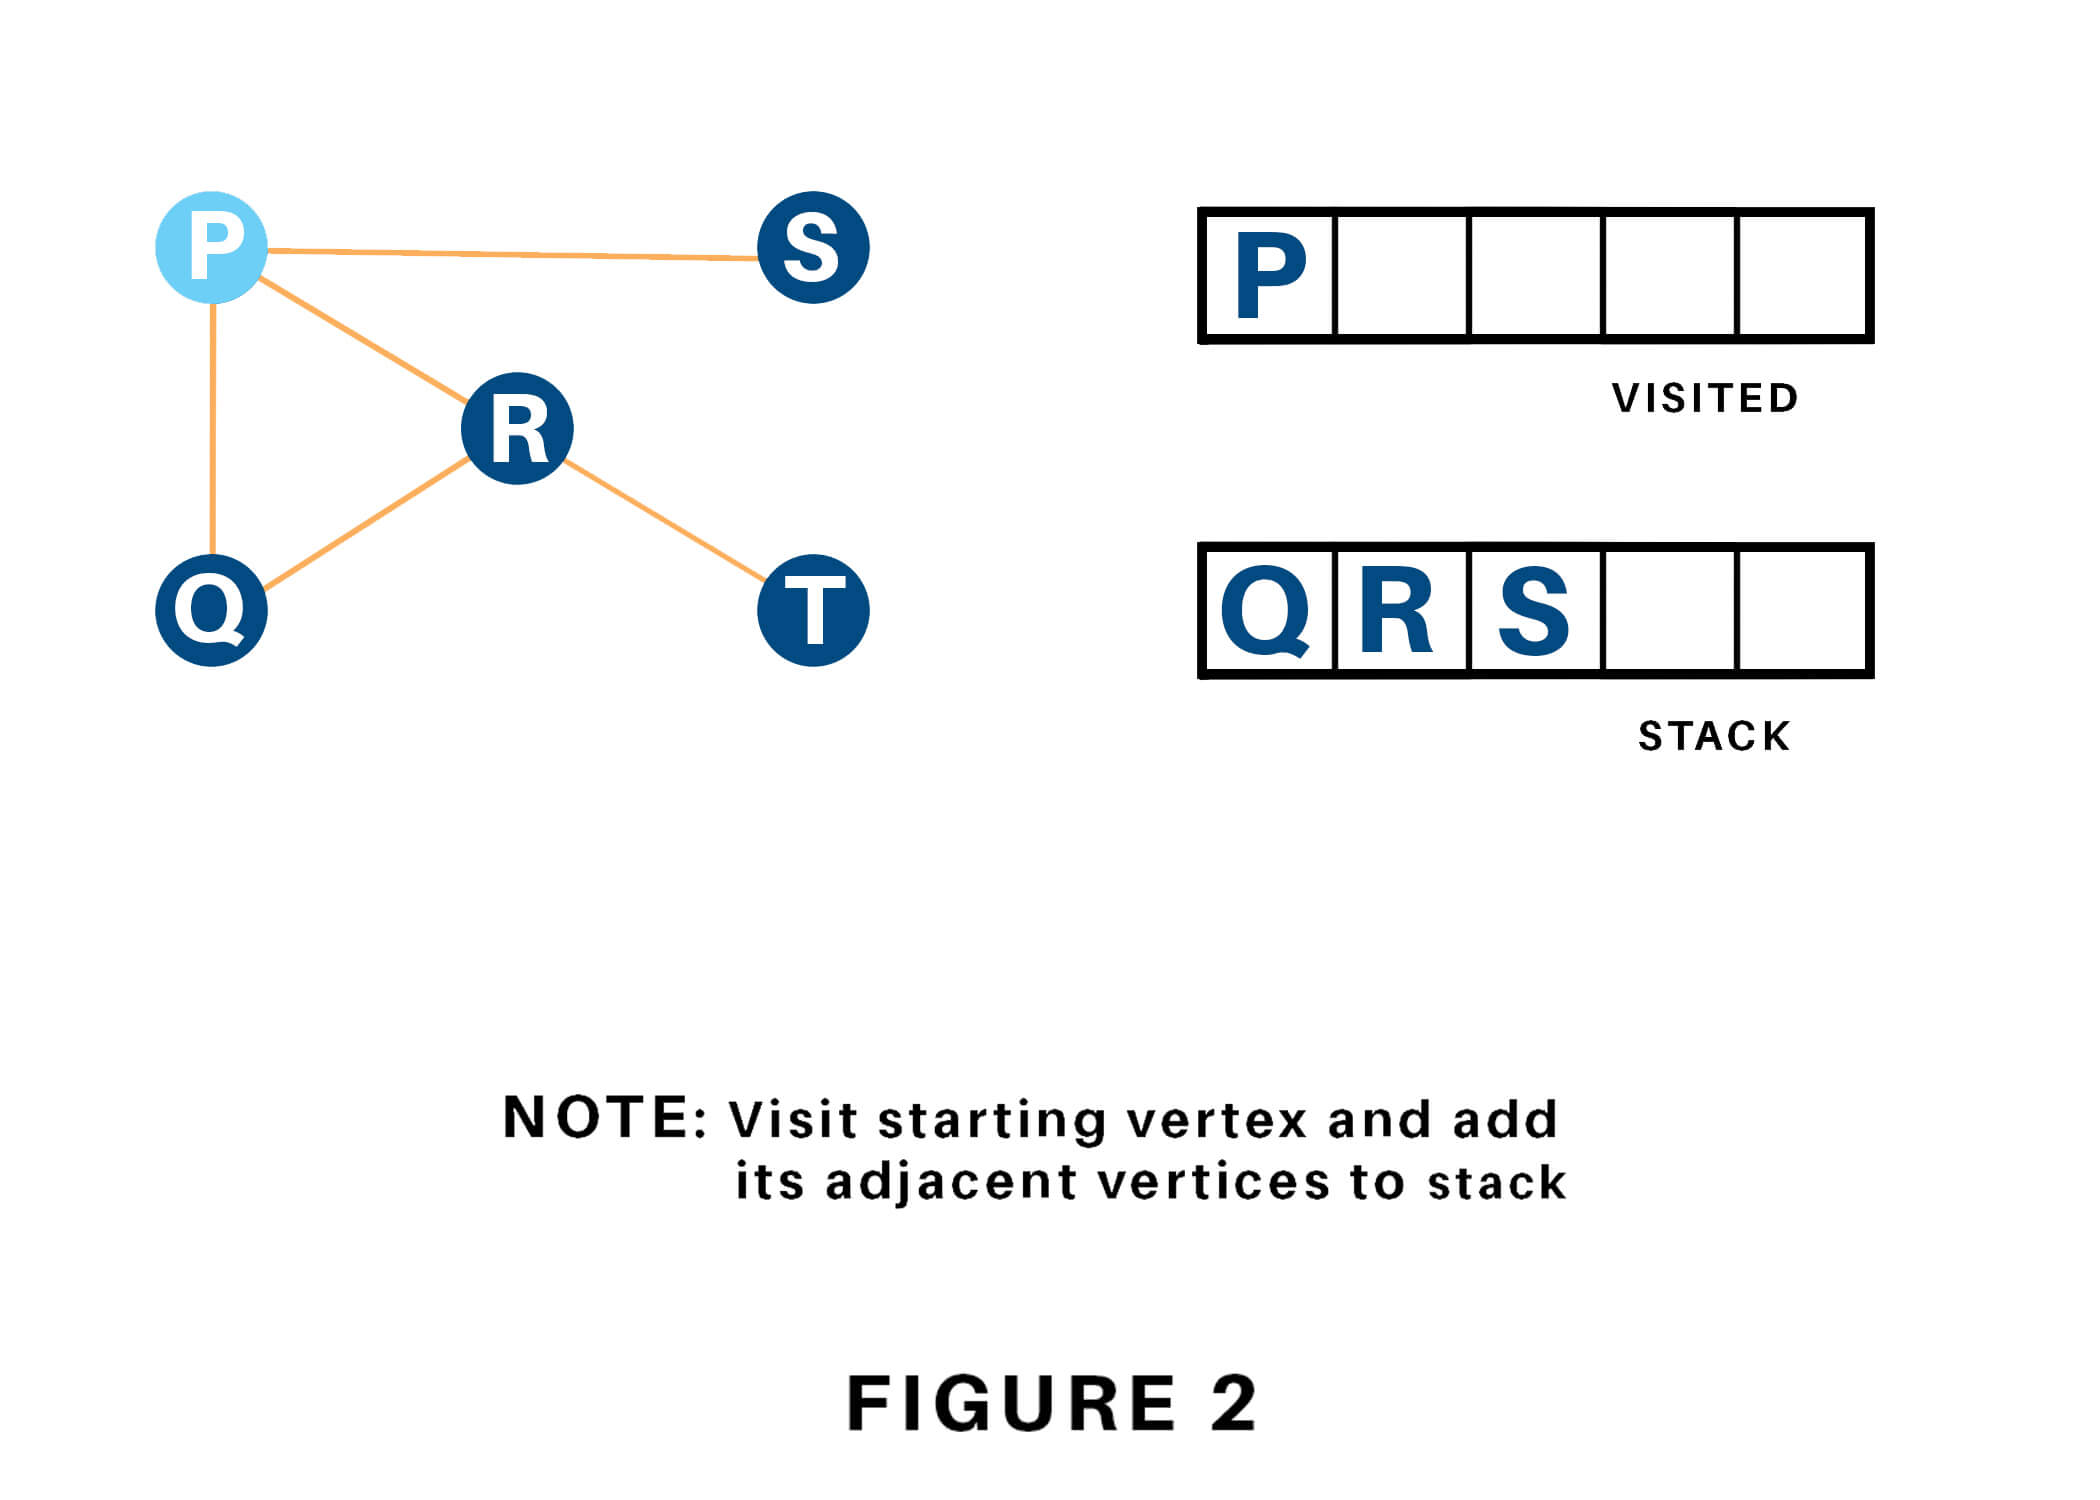 P
S
R
Q
T
P
VISITED
Q R S
STACK
NOTE: Visit starting vertex and add
its adjacent vertices to stack
FIGURE 2